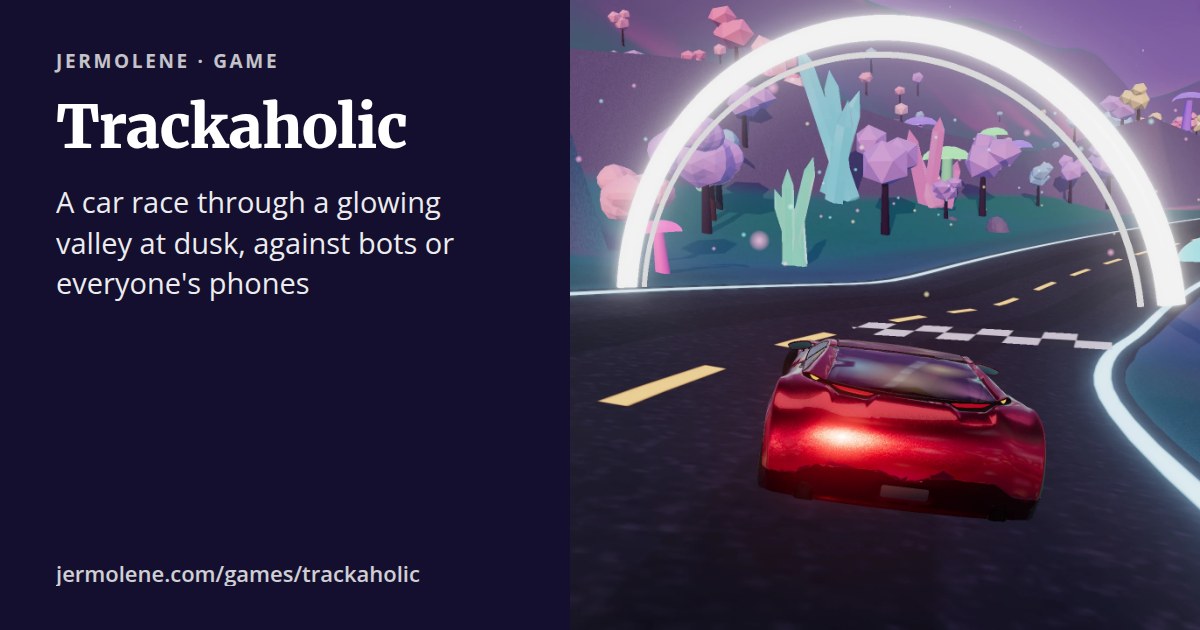 JERMOLENE · GAME
Trackaholic
A car race through a glowing
valley at dusk, against bots or
everyone's phones
jermolene.com/games/trackaholic